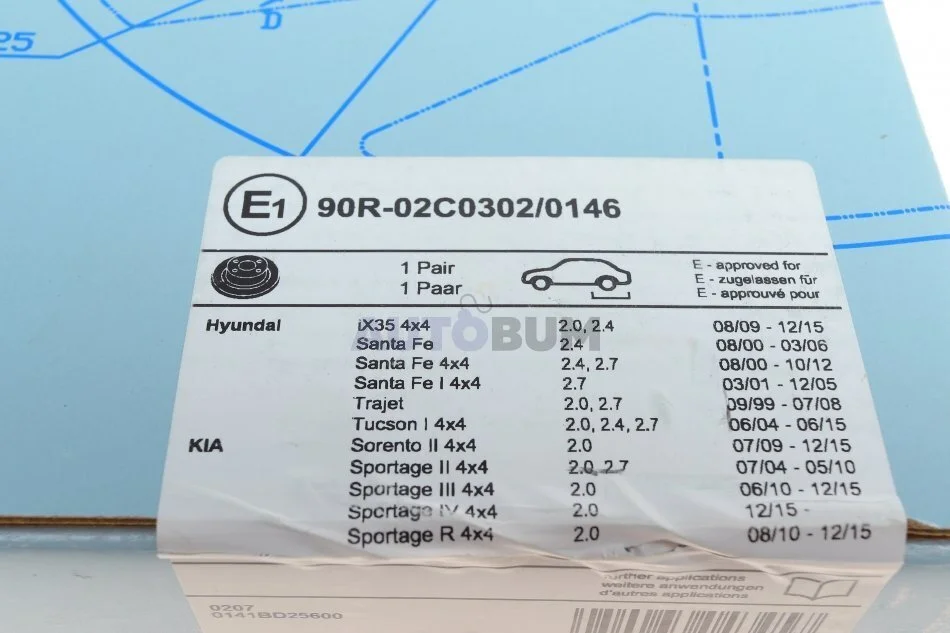 25
D
E1 90R-02C0302/0146
1 Pair
1 Paar
E - approved for
E - zugelassen für
E - approuvé pour
AUTOBUM
Hyundai iX35 4x4 2.0, 2.4 08/09 - 12/15
Santa Fe 2.4 08/00 - 03/06
Santa Fe 4x4 2.4, 2.7 08/00 - 10/12
Santa Fe I 4x4 2.7 03/01 - 12/05
Trajet 2.0, 2.7 09/99 - 07/08
Tucson I 4x4 2.0, 2.4, 2.7 06/04 - 06/15
KIA Sorento II 4x4 2.0 07/09 - 12/15
Sportage II 4x4 2.0, 2.7 07/04 - 05/10
Sportage III 4x4 2.0 06/10 - 12/15
Sportage IV 4x4 2.0 12/15 -
Sportage R 4x4 2.0 08/10 - 12/15
further applications
weitere anwendungen
d'autres applications
0207
0141BD25600